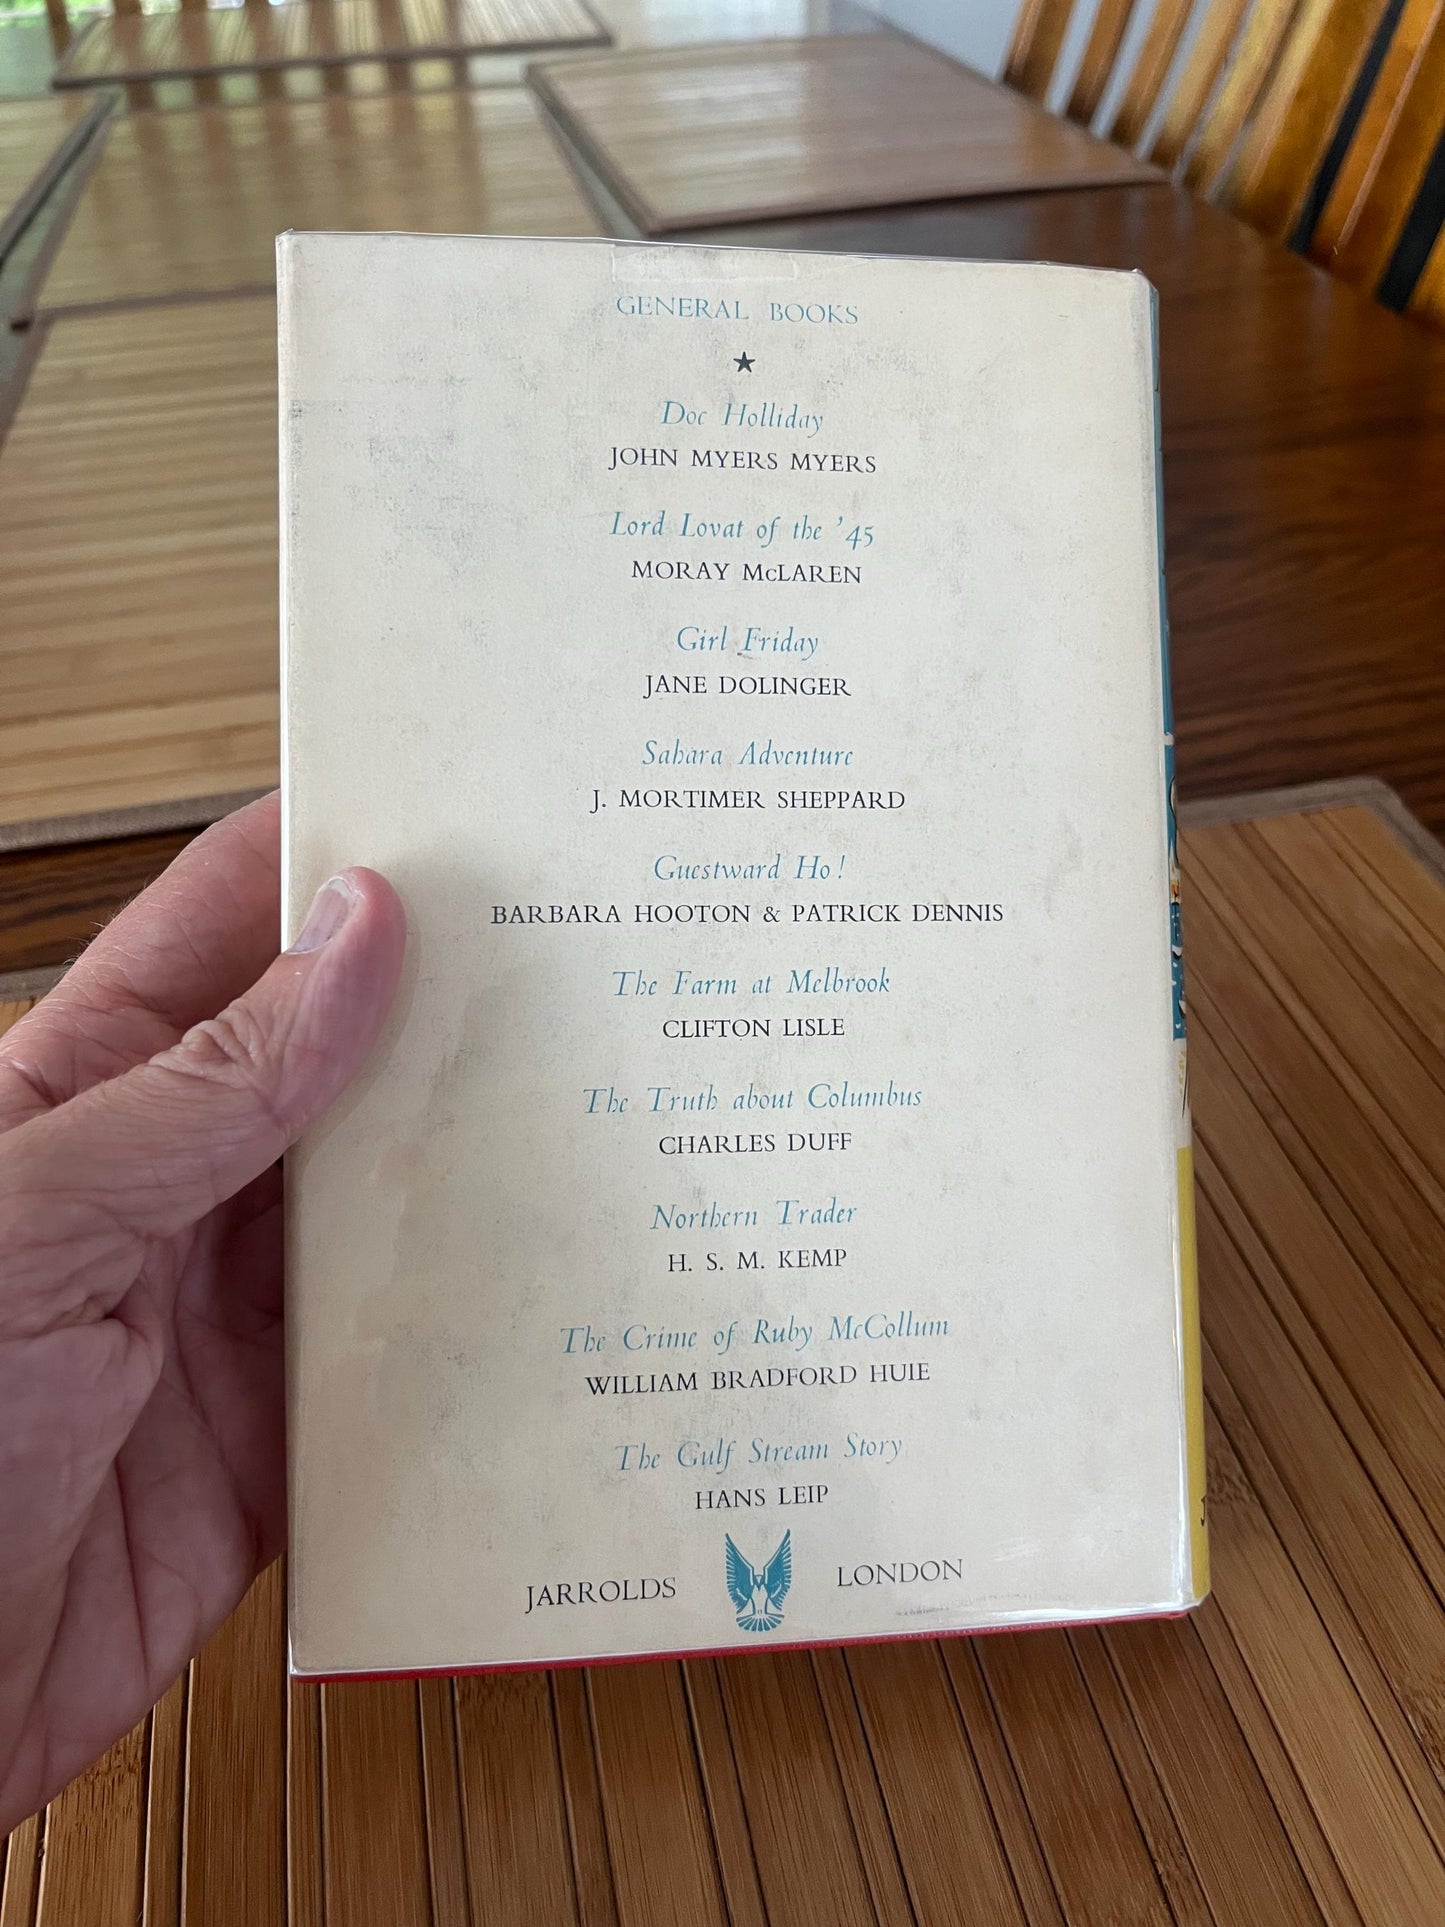 GENERAL BOOKS
★
Doc Holliday
JOHN MYERS MYERS
Lord Lovat of the '45
MORAY McLAREN
Girl Friday
JANE DOLINGER
Sahara Adventure
J. MORTIMER SHEPPARD
Guestward Ho!
BARBARA HOOTON & PATRICK DENNIS
The Farm at Melbrook
CLIFTON LISLE
The Truth about Columbus
CHARLES DUFF
Northern Trader
H. S. M. KEMP
The Crime of Ruby McCollum
WILLIAM BRADFORD HUIE
The Gulf Stream Story
HANS LEIP
JARROLDS LONDON